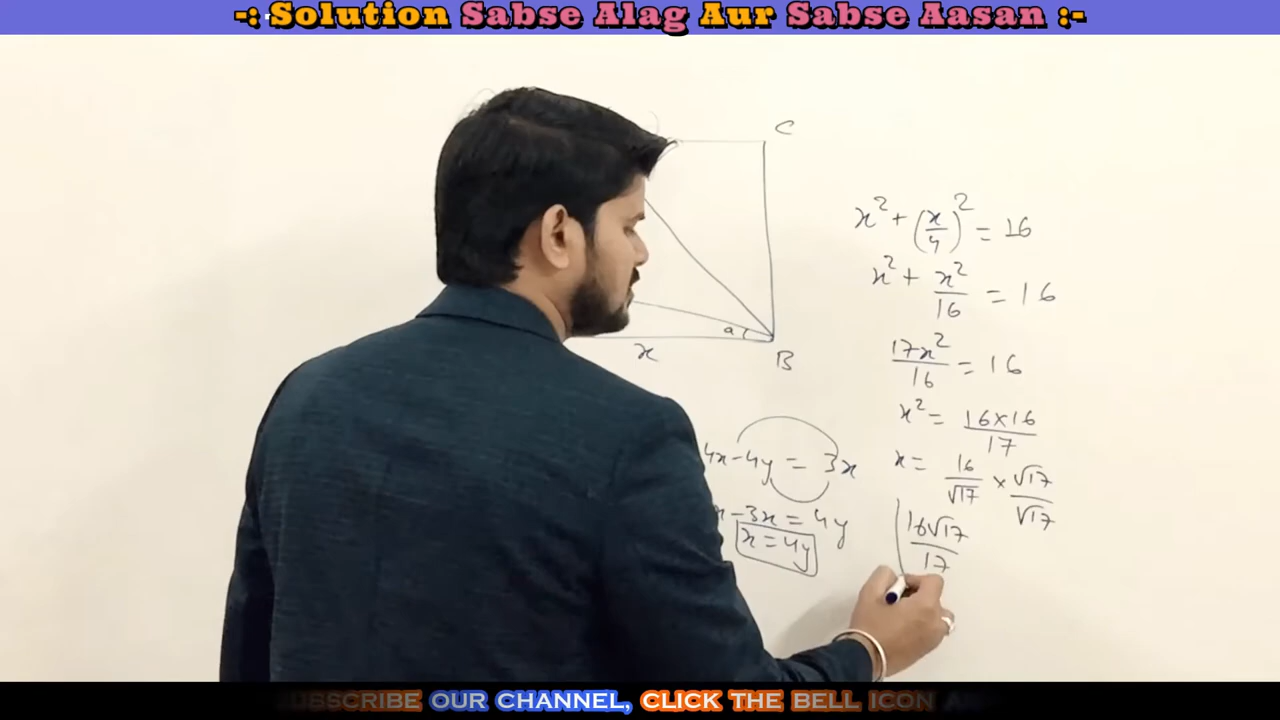 -: Solution Sabse Alag Aur Sabse Aasan :-
C
a
x
B
x² + (x/4)² = 16
x² + x²/16 = 16
17x²/16 = 16
x² = 16×16/17
x = 16/√17 × √17/√17
16√17/17
4x-4y = 3x
x-3x = 4y
x = 4y
SUBSCRIBE OUR CHANNEL, CLICK THE BELL ICON